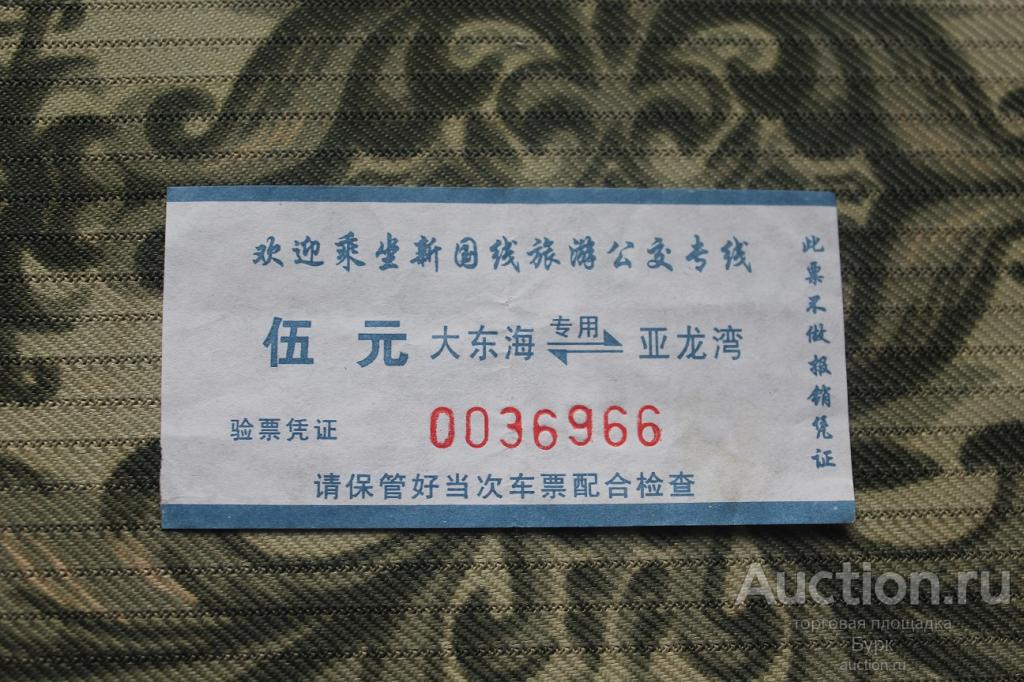 欢迎乘坐新国线旅游公交专线
伍 元 大东海 专用 ⇌ 亚龙湾
验票凭证 0036966
请保管好当次车票配合检查
此票不做报销凭证
Auction.ru
торговая площадка
Бурк
auction.ru